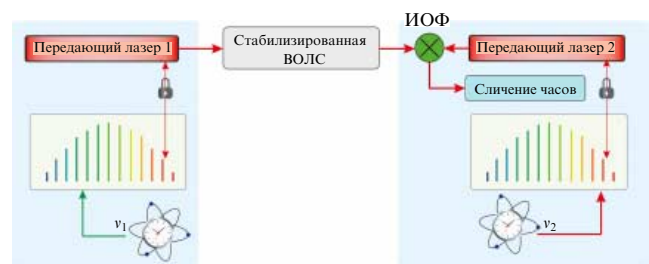 ИОФ
Передающий лазер 1
Стабилизированная
ВОЛС
Передающий лазер 2
Сличение часов
ν1
ν2